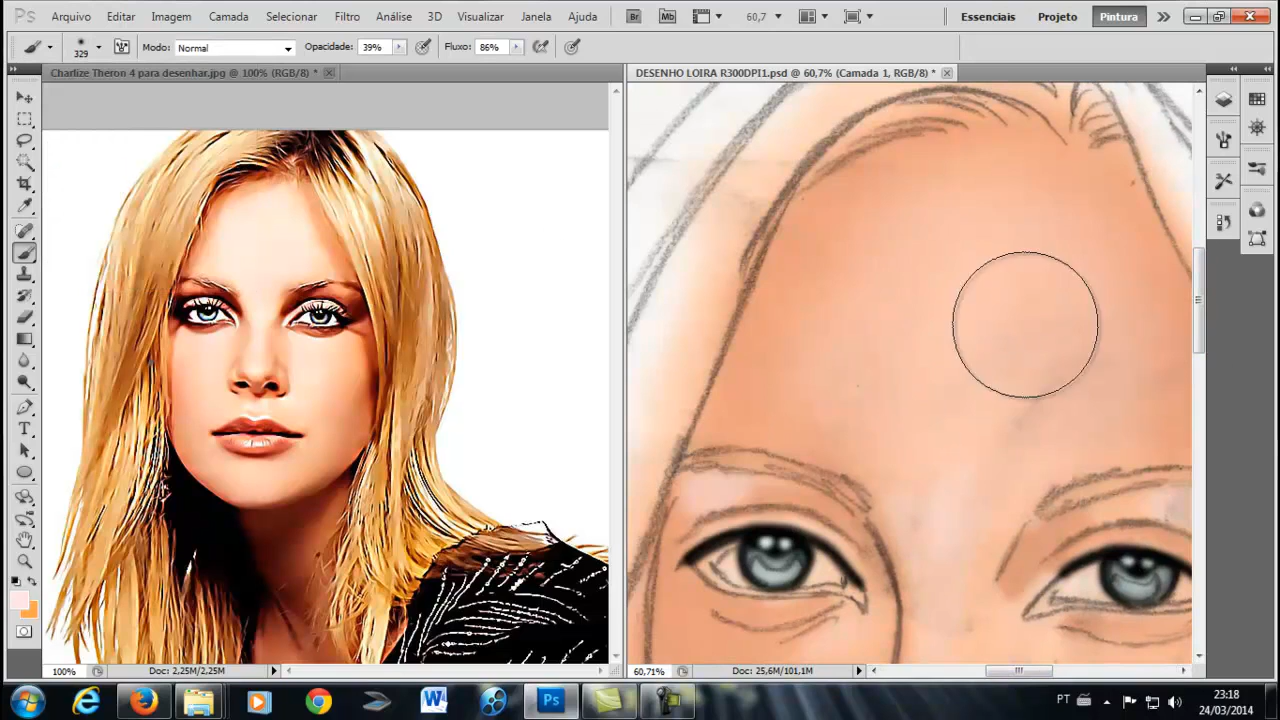 Ps Arquivo Editar Imagem Camada Selecionar Filtro Análise 3D Visualizar Janela Ajuda Br Mb 60,7 Essenciais Projeto Pintura
329 Modo: Normal Opacidade: 39% Fluxo: 86%
Charlize Theron 4 para desenhar.jpg @ 100% (RGB/8) * DESENHO LOIRA R300DPI1.psd @ 60,7% (Camada 1, RGB/8) *
T
100% Doc: 2,25M/2,25M 60,71% Doc: 25,6M/101,1M
W Ps PT 23:18
24/03/2014